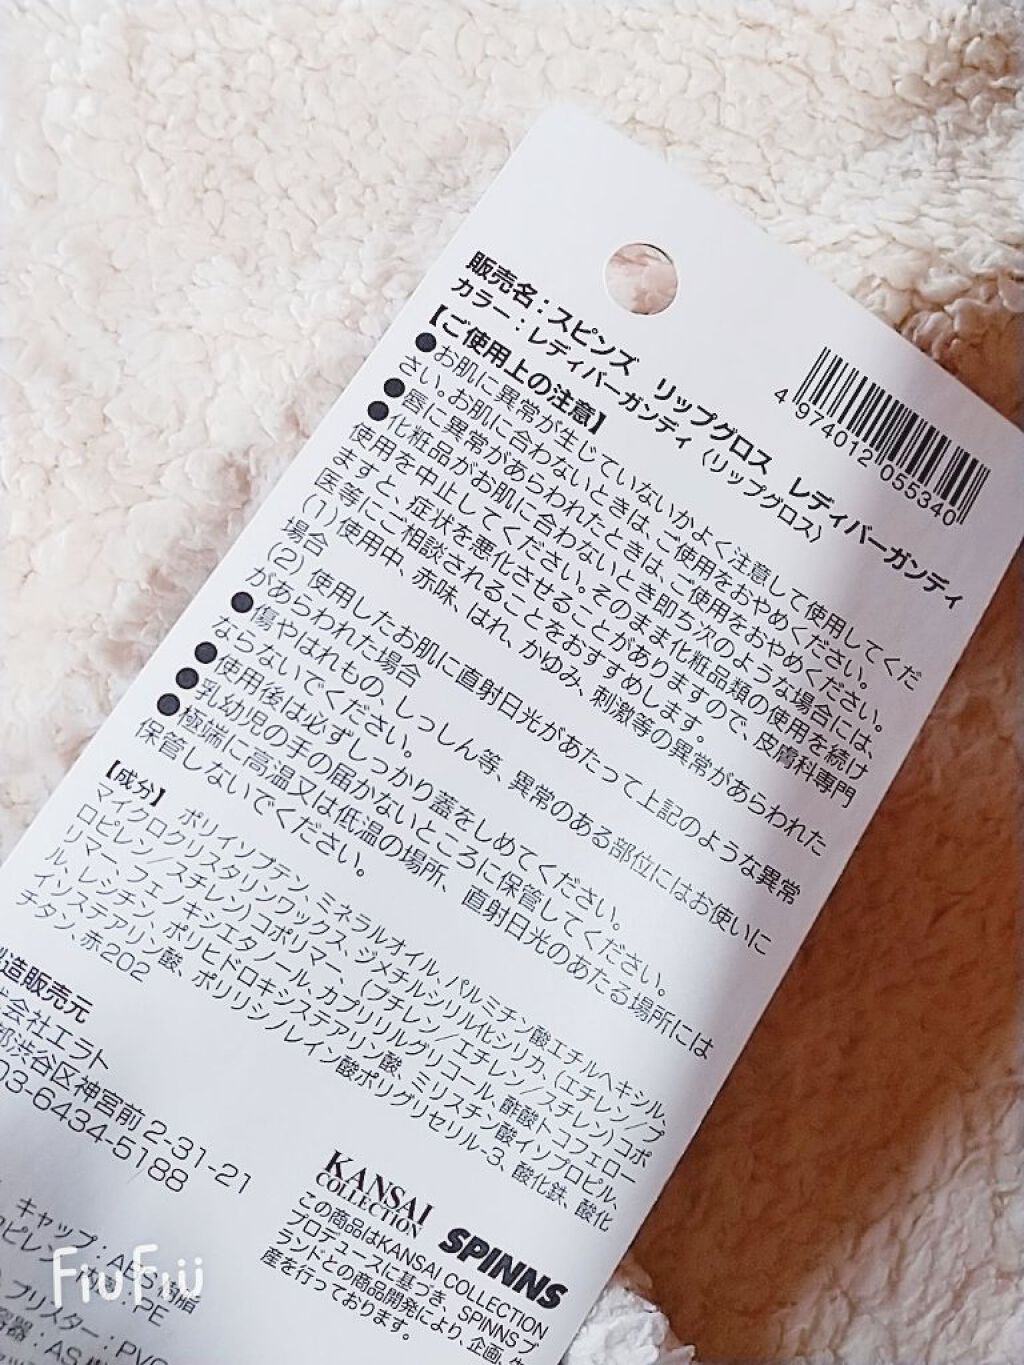 販売名：スピンズ　リップグロス　レディバーガンディ
カラー：レディバーガンディ〈リップグロス〉
【ご使用上の注意】
●お肌に異常が生じていないかよく注意して使用してくだ
さい。お肌に合わないときは、ご使用をおやめください。
●唇に異常があらわれたときは、ご使用をおやめください。
●化粧品がお肌に合わないとき即ち次のような場合には、
使用を中止してください。そのまま化粧品類の使用を続け
ますと、症状を悪化させることがありますので、皮膚科専門
医等にご相談されることをおすすめします。
(1)使用中、赤味、はれ、かゆみ、刺激等の異常があらわれた
場合
(2)使用したお肌に直射日光があたって上記のような異常
があらわれた場合
●傷やはれもの、しっしん等、異常のある部位にはお使いに
ならないでください。
●使用後は必ずしっかり蓋をしめてください。
●乳幼児の手の届かないところに保管してください。
●極端に高温又は低温の場所、直射日光のあたる場所には
保管しないでください。
【成分】ポリイソブテン、ミネラルオイル、パルミチン酸エチルヘキシル、
マイクロクリスタリンワックス、ジメチルシリル化シリカ、(エチレン／プ
ロピレン／スチレン)コポリマー、(ブチレン／エチレン／スチレン)コポ
リマー、フェノキシエタノール、カプリリルグリコール、酢酸トコフェロー
ル、レシチン、ポリヒドロキシステアリン酸、ミリスチン酸イソプロピル、
イソステアリン酸、ポリリシノレイン酸ポリグリセリル-3、酸化鉄、酸化
チタン、赤202
4 974012 055340
造販売元
会社エラト
都渋谷区神宮前 2-31-21
03-6434-5188
KANSAI
COLLECTION
SPINNS
この商品はKANSAI COLLECTION
プロデュースに基づき、SPINNS ブ
ランドとの商品開発により、企画、生
産を行っております。
キャップ：ABS樹脂
PE
ブリスター：PVC
容器：AS
FiuFiu